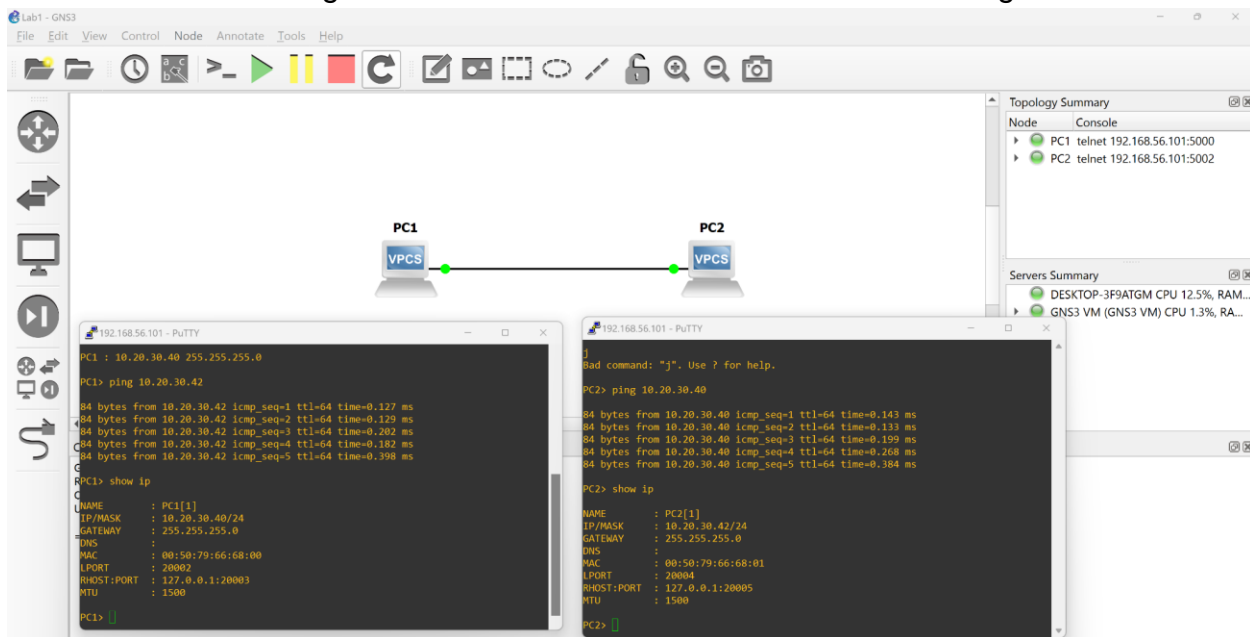 Lab1 - GNS3
File Edit View Control Node Annotate Tools Help
Topology Summary
Node Console
PC1 telnet 192.168.56.101:5000
PC2 telnet 192.168.56.101:5002
PC1
PC2
VPCS
VPCS
Servers Summary
DESKTOP-3F9ATGM CPU 12.5%, RAM...
GNS3 VM (GNS3 VM) CPU 1.3%, RA...
192.168.56.101 - PuTTY
PC1 : 10.20.30.40 255.255.255.0
PC1> ping 10.20.30.42
84 bytes from 10.20.30.42 icmp_seq=1 ttl=64 time=0.127 ms
84 bytes from 10.20.30.42 icmp_seq=2 ttl=64 time=0.129 ms
84 bytes from 10.20.30.42 icmp_seq=3 ttl=64 time=0.202 ms
84 bytes from 10.20.30.42 icmp_seq=4 ttl=64 time=0.182 ms
84 bytes from 10.20.30.42 icmp_seq=5 ttl=64 time=0.398 ms
PC1> show ip
NAME : PC1[1]
IP/MASK : 10.20.30.40/24
GATEWAY : 255.255.255.0
DNS :
MAC : 00:50:79:66:68:00
LPORT : 20002
RHOST:PORT : 127.0.0.1:20003
MTU : 1500
PC1>
192.168.56.101 - PuTTY
j
Bad command: "j". Use ? for help.
PC2> ping 10.20.30.40
84 bytes from 10.20.30.40 icmp_seq=1 ttl=64 time=0.143 ms
84 bytes from 10.20.30.40 icmp_seq=2 ttl=64 time=0.133 ms
84 bytes from 10.20.30.40 icmp_seq=3 ttl=64 time=0.199 ms
84 bytes from 10.20.30.40 icmp_seq=4 ttl=64 time=0.268 ms
84 bytes from 10.20.30.40 icmp_seq=5 ttl=64 time=0.384 ms
PC2> show ip
NAME : PC2[1]
IP/MASK : 10.20.30.42/24
GATEWAY : 255.255.255.0
DNS :
MAC : 00:50:79:66:68:01
LPORT : 20004
RHOST:PORT : 127.0.0.1:20005
MTU : 1500
PC2>